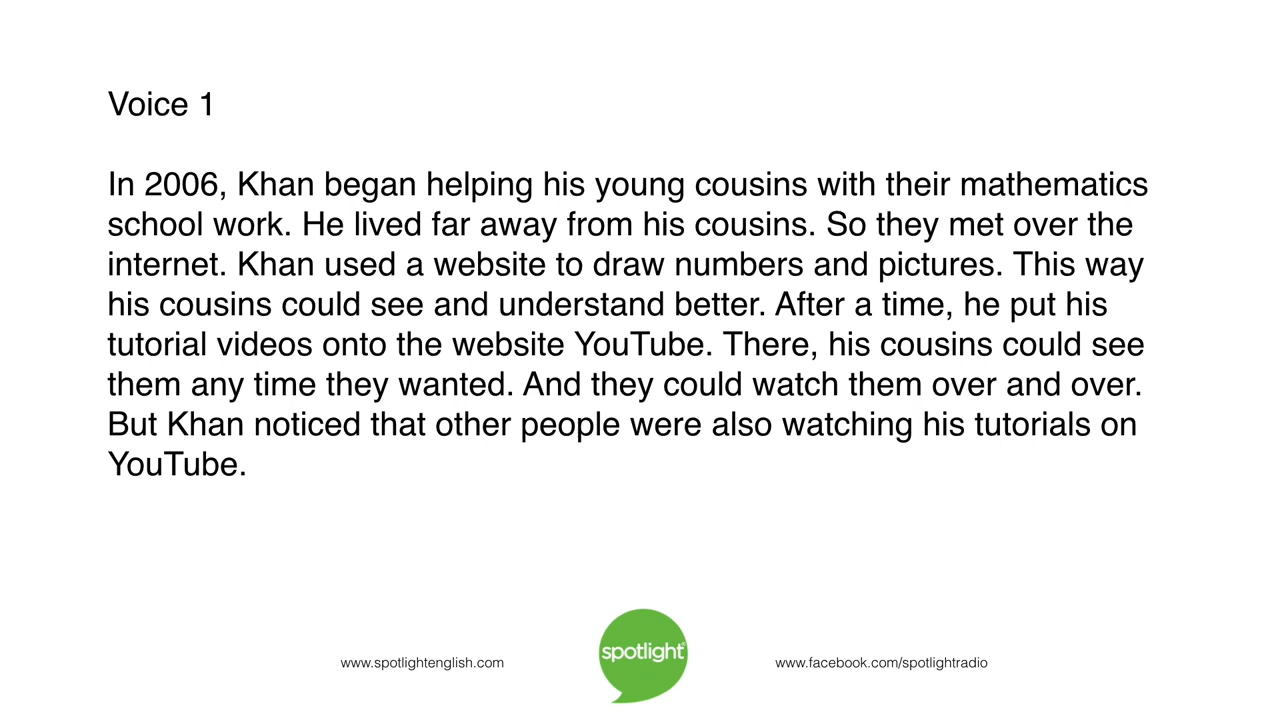 Voice 1
In 2006, Khan began helping his young cousins with their mathematics
school work. He lived far away from his cousins. So they met over the
internet. Khan used a website to draw numbers and pictures. This way
his cousins could see and understand better. After a time, he put his
tutorial videos onto the website YouTube. There, his cousins could see
them any time they wanted. And they could watch them over and over.
But Khan noticed that other people were also watching his tutorials on
YouTube.
www.spotlightenglish.com
spotlight®
www.facebook.com/spotlightradio